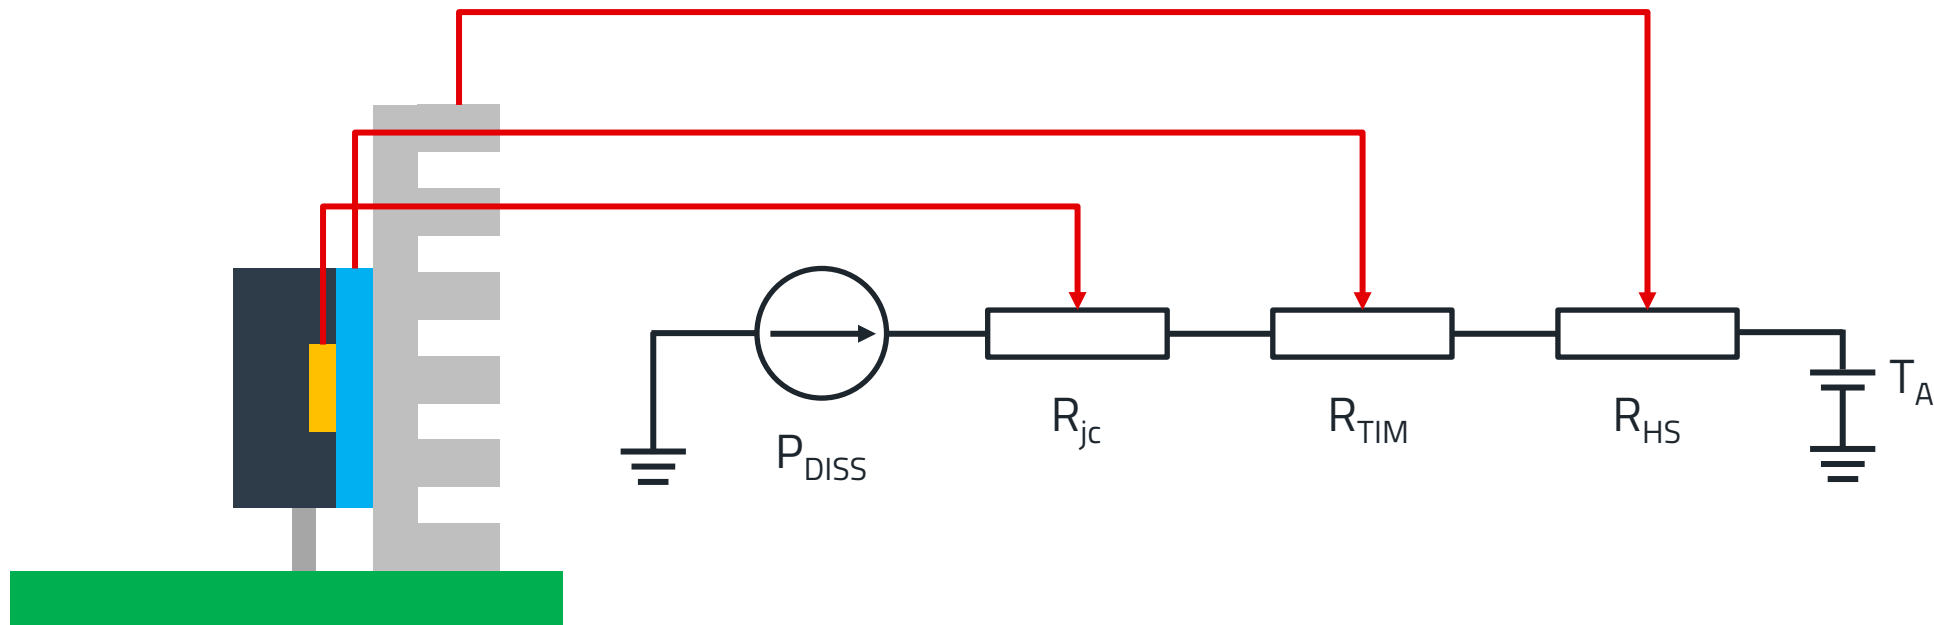 P_DISS
R_jc
R_TIM
R_HS
T_A